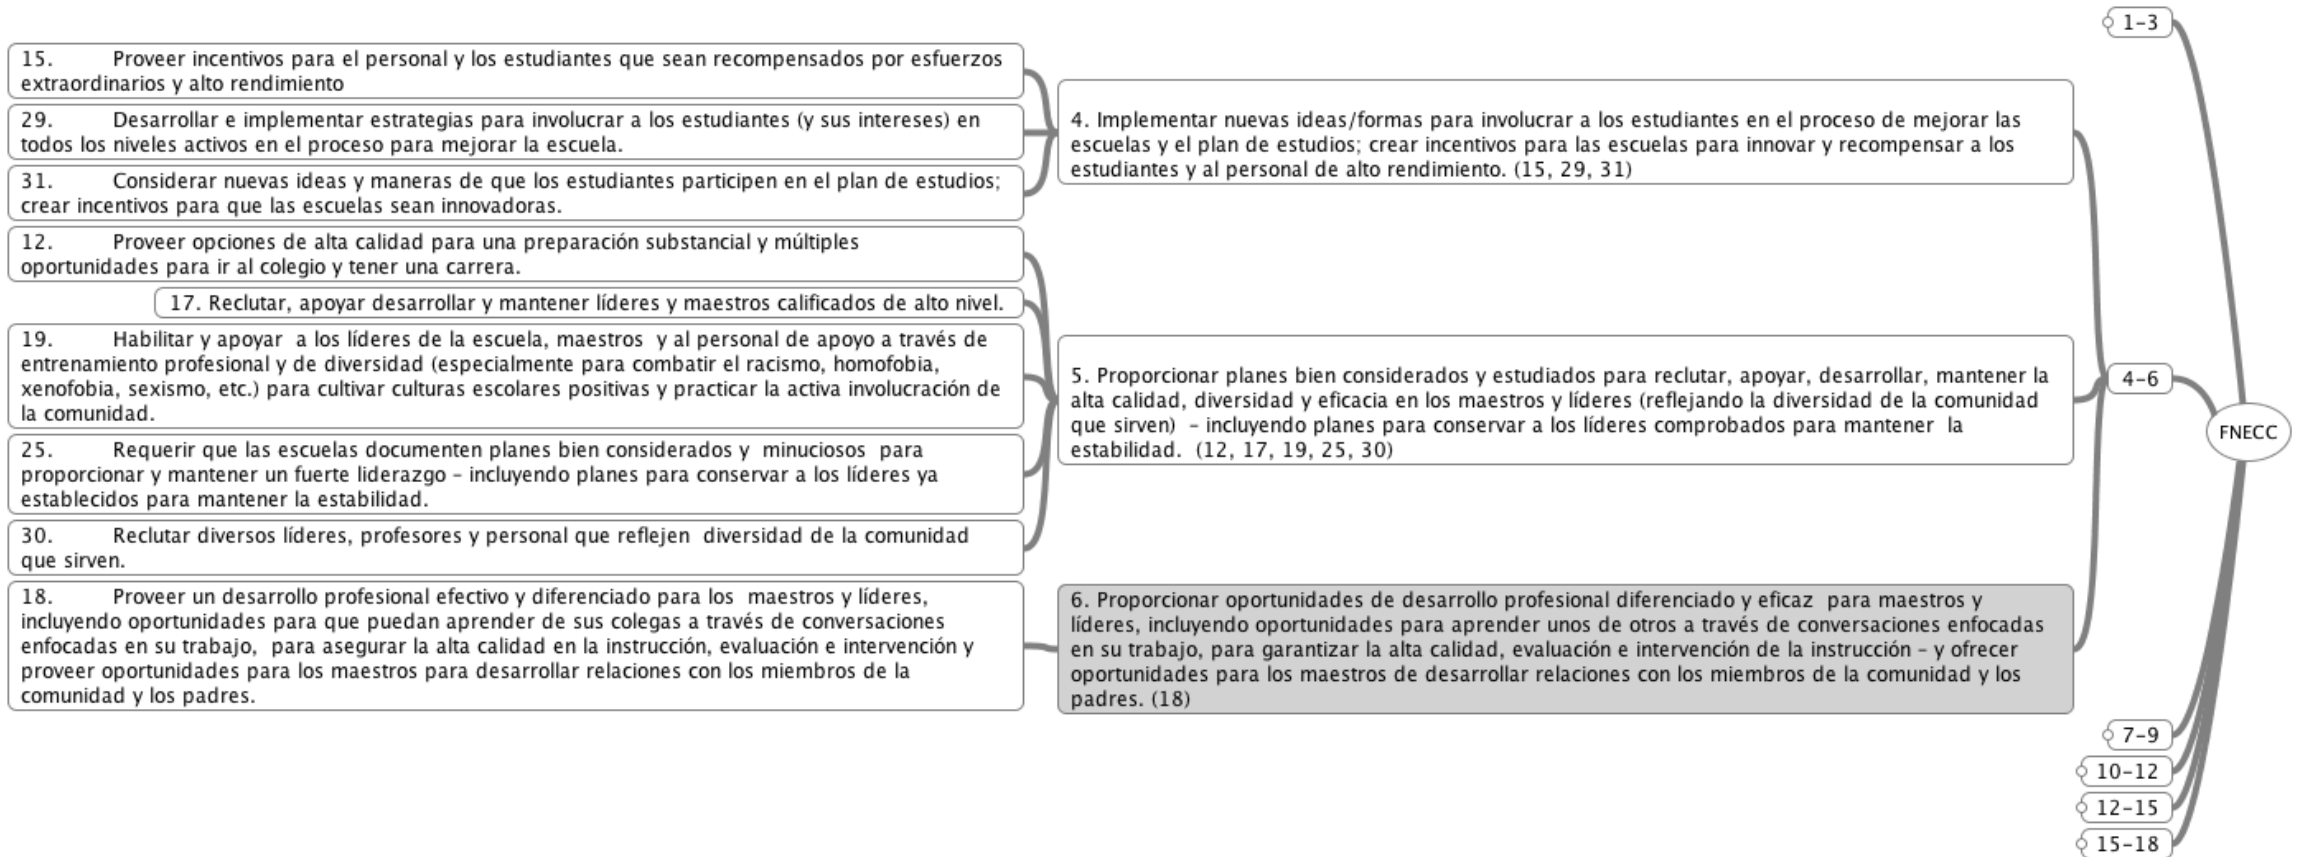 1-3
15. Proveer incentivos para el personal y los estudiantes que sean recompensados por esfuerzos
extraordinarios y alto rendimiento
29. Desarrollar e implementar estrategias para involucrar a los estudiantes (y sus intereses) en
todos los niveles activos en el proceso para mejorar la escuela.
31. Considerar nuevas ideas y maneras de que los estudiantes participen en el plan de estudios;
crear incentivos para que las escuelas sean innovadoras.
4. Implementar nuevas ideas/formas para involucrar a los estudiantes en el proceso de mejorar las
escuelas y el plan de estudios; crear incentivos para las escuelas para innovar y recompensar a los
estudiantes y al personal de alto rendimiento. (15, 29, 31)
12. Proveer opciones de alta calidad para una preparación substancial y múltiples
oportunidades para ir al colegio y tener una carrera.
17. Reclutar, apoyar desarrollar y mantener líderes y maestros calificados de alto nivel.
19. Habilitar y apoyar a los líderes de la escuela, maestros y al personal de apoyo a través de
entrenamiento profesional y de diversidad (especialmente para combatir el racismo, homofobia,
xenofobia, sexismo, etc.) para cultivar culturas escolares positivas y practicar la activa involucración de
la comunidad.
25. Requerir que las escuelas documenten planes bien considerados y minuciosos para
proporcionar y mantener un fuerte liderazgo – incluyendo planes para conservar a los líderes ya
establecidos para mantener la estabilidad.
30. Reclutar diversos líderes, profesores y personal que reflejen diversidad de la comunidad
que sirven.
5. Proporcionar planes bien considerados y estudiados para reclutar, apoyar, desarrollar, mantener la
alta calidad, diversidad y eficacia en los maestros y líderes (reflejando la diversidad de la comunidad
que sirven) – incluyendo planes para conservar a los líderes comprobados para mantener la
estabilidad. (12, 17, 19, 25, 30)
4-6
FNECC
18. Proveer un desarrollo profesional efectivo y diferenciado para los maestros y líderes,
incluyendo oportunidades para que puedan aprender de sus colegas a través de conversaciones
enfocadas en su trabajo, para asegurar la alta calidad en la instrucción, evaluación e intervención y
proveer oportunidades para los maestros para desarrollar relaciones con los miembros de la
comunidad y los padres.
6. Proporcionar oportunidades de desarrollo profesional diferenciado y eficaz para maestros y
líderes, incluyendo oportunidades para aprender unos de otros a través de conversaciones enfocadas
en su trabajo, para garantizar la alta calidad, evaluación e intervención de la instrucción – y ofrecer
oportunidades para los maestros de desarrollar relaciones con los miembros de la comunidad y los
padres. (18)
7-9
10-12
12-15
15-18